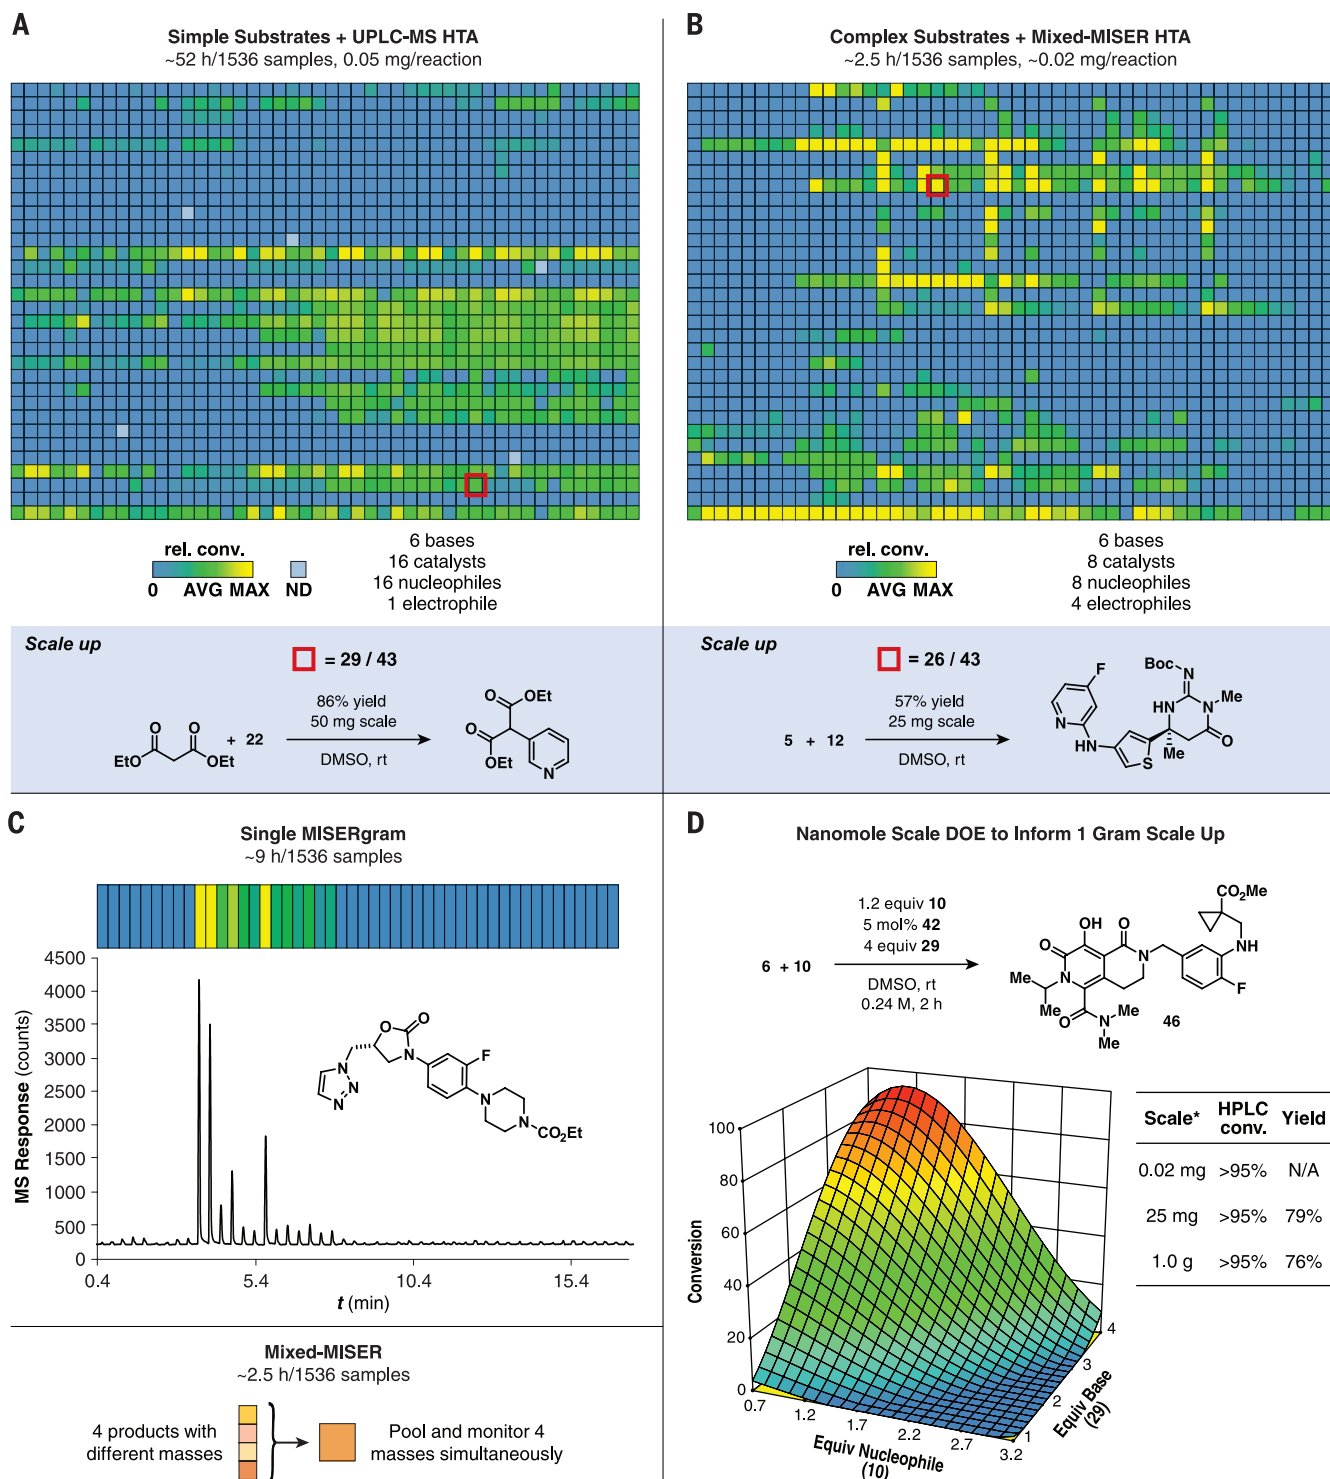 A
Simple Substrates + UPLC-MS HTA
~52 h/1536 samples, 0.05 mg/reaction
rel. conv.
0 AVG MAX ND
6 bases
16 catalysts
16 nucleophiles
1 electrophile
Scale up
= 29 / 43
86% yield
50 mg scale
DMSO, rt
O O
EtO OEt
+ 22
O
OEt
O
OEt
N
B
Complex Substrates + Mixed-MISER HTA
~2.5 h/1536 samples, ~0.02 mg/reaction
rel. conv.
0 AVG MAX
6 bases
8 catalysts
8 nucleophiles
4 electrophiles
Scale up
= 26 / 43
5 + 12
57% yield
25 mg scale
DMSO, rt
F
Boc
N
N
HN
N
Me
NH
S
Me
O
C
Single MISERgram
~9 h/1536 samples
4500
4000
3500
3000
2500
2000
1500
1000
500
0
MS Response (counts)
0.4 5.4 10.4 15.4
t (min)
O
O
N
F
N
N
N
N
N
CO2Et
Mixed-MISER
~2.5 h/1536 samples
4 products with
different masses
Pool and monitor 4
masses simultaneously
D
Nanomole Scale DOE to Inform 1 Gram Scale Up
6 + 10
1.2 equiv 10
5 mol% 42
4 equiv 29
DMSO, rt
0.24 M, 2 h
CO2Me
OH
O
O
N
NH
F
Me
N
Me
O
N
Me
Me
46
100
80
60
40
20
0
Conversion
0.7
1.2
1.7
2.2
2.7
3.2
Equiv Nucleophile
(10)
1
2
3
4
Equiv Base
(29)
Scale* HPLC conv. Yield
0.02 mg >95% N/A
25 mg >95% 79%
1.0 g >95% 76%